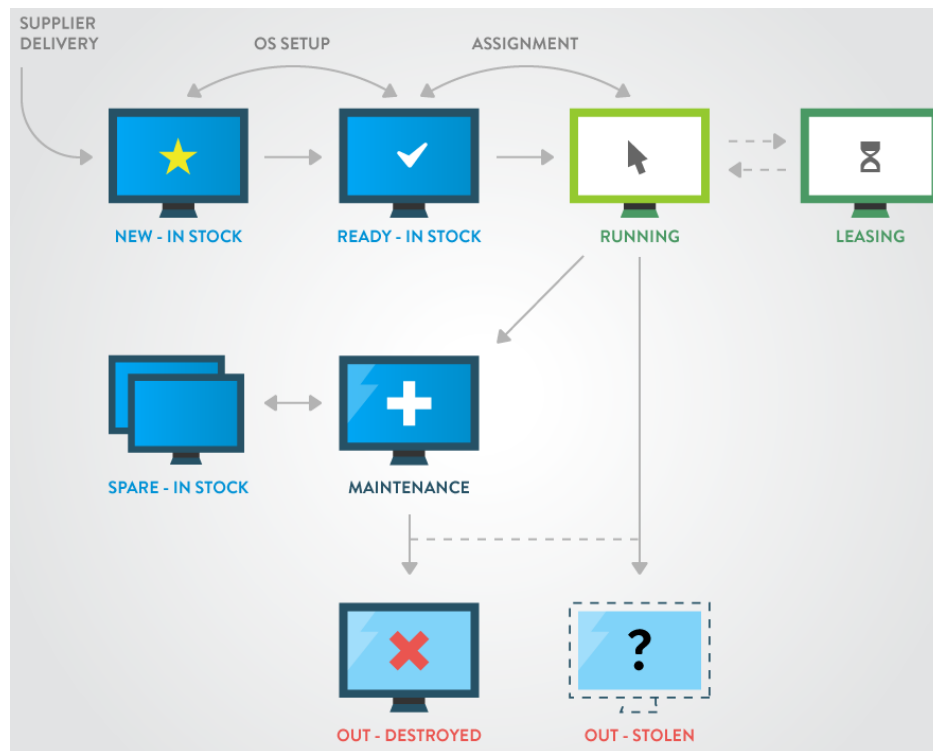 SUPPLIER
DELIVERY
OS SETUP
ASSIGNMENT
NEW - IN STOCK
READY - IN STOCK
RUNNING
LEASING
SPARE - IN STOCK
MAINTENANCE
?
OUT - DESTROYED
OUT - STOLEN